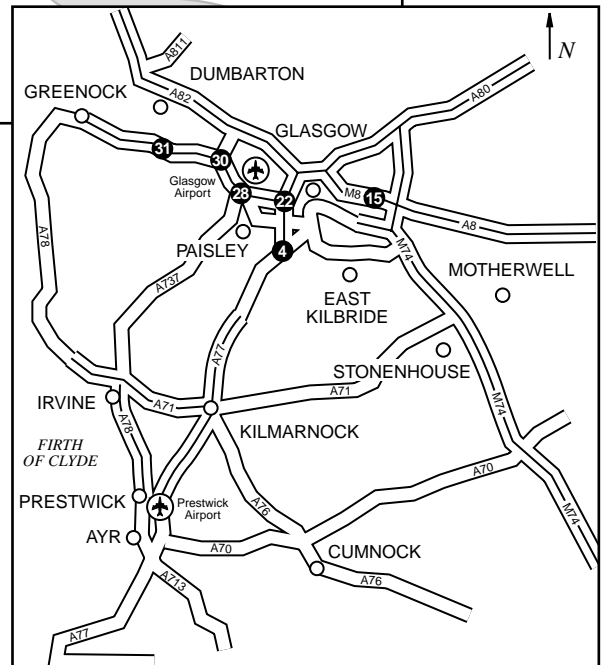 N
A811
DUMBARTON
GREENOCK
A82
A80
GLASGOW
31
30
Glasgow
Airport
28
22
M8
15
A8
A78
PAISLEY
4
M74
MOTHERWELL
A737
EAST
KILBRIDE
A77
STONEHOUSE
A71
IRVINE
A71
A78
M74
KILMARNOCK
FIRTH
OF CLYDE
A70
PRESTWICK
Prestwick
Airport
A76
M74
AYR
A70
CUMNOCK
A713
A76
A77